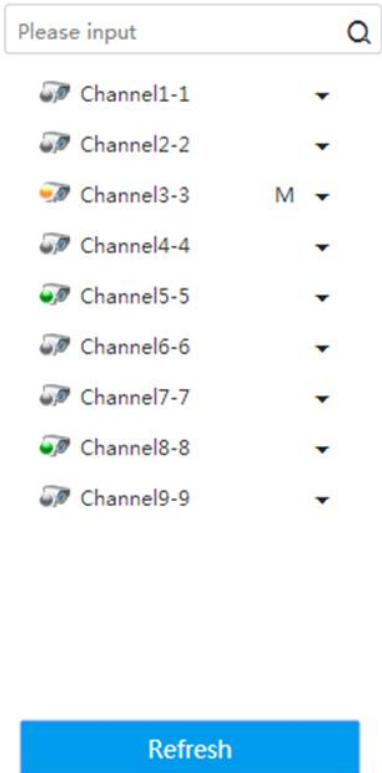 Please input
Channel1-1
Channel2-2
Channel3-3 M
Channel4-4
Channel5-5
Channel6-6
Channel7-7
Channel8-8
Channel9-9
Refresh